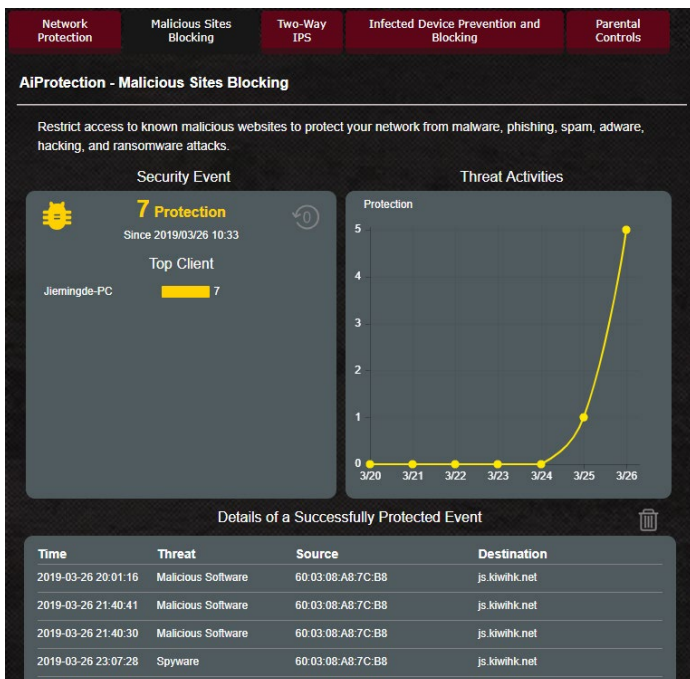 Network Protection
Malicious Sites Blocking
Two-Way IPS
Infected Device Prevention and Blocking
Parental Controls
AiProtection - Malicious Sites Blocking
Restrict access to known malicious websites to protect your network from malware, phishing, spam, adware,
hacking, and ransomware attacks.
Security Event
7 Protection
0
Since 2019/03/26 10:33
Top Client
Jiemingde-PC 7
Threat Activities
Protection
5
4
3
2
1
0
3/20 3/21 3/22 3/23 3/24 3/25 3/26
Details of a Successfully Protected Event
Time Threat Source Destination
2019-03-26 20:01:16 Malicious Software 60:03:08:A8:7C:B8 js.kiwihk.net
2019-03-26 21:40:41 Malicious Software 60:03:08:A8:7C:B8 js.kiwihk.net
2019-03-26 21:40:30 Malicious Software 60:03:08:A8:7C:B8 js.kiwihk.net
2019-03-26 23:07:28 Spyware 60:03:08:A8:7C:B8 js.kiwihk.net